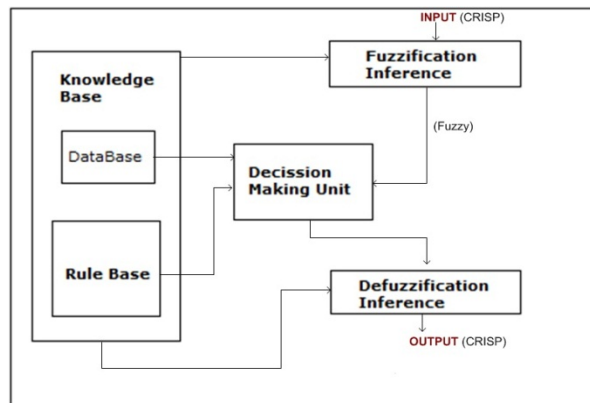 INPUT (CRISP)
Fuzzification
Inference
Knowledge
Base
(Fuzzy)
DataBase
Decission
Making Unit
Rule Base
Defuzzification
Inference
OUTPUT (CRISP)